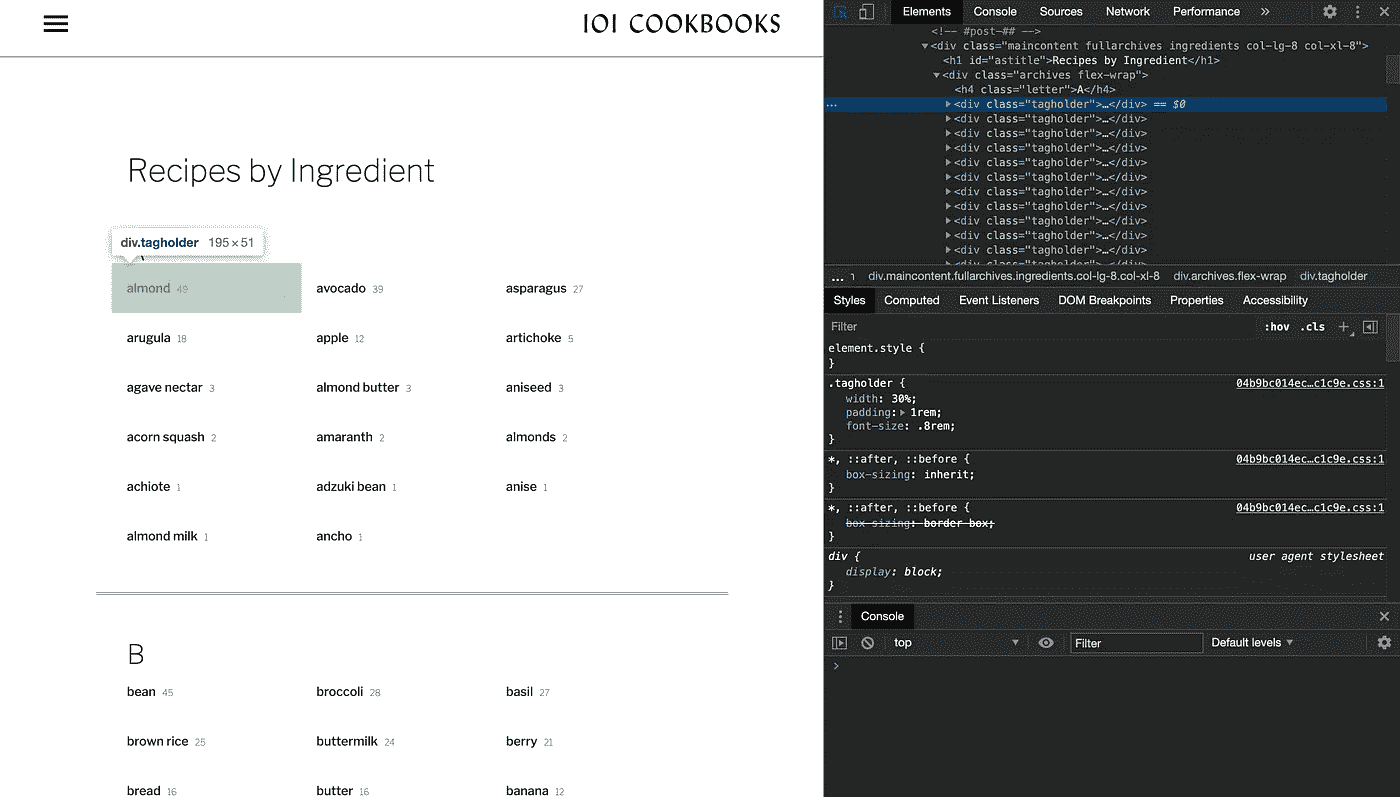 101 COOKBOOKS
Recipes by Ingredient
div.tagholder 195 × 51
almond 49 avocado 39 asparagus 27
arugula 18 apple 12 artichoke 5
agave nectar 3 almond butter 3 aniseed 3
acorn squash 2 amaranth 2 almonds 2
achiote 1 adzuki bean 1 anise 1
almond milk 1 ancho 1
B
bean 45 broccoli 28 basil 27
brown rice 25 buttermilk 24 berry 21
bread 16 butter 16 banana 12
Elements Console Sources Network Performance »
<!-- #post-## -->
▼<div class="maincontent fullarchives ingredients col-lg-8 col-xl-8">
<h1 id="astitle">Recipes by Ingredient</h1>
▼<div class="archives flex-wrap">
<h4 class="letter">A</h4>
… ▶<div class="tagholder">…</div> == $0
▶<div class="tagholder">…</div>
▶<div class="tagholder">…</div>
▶<div class="tagholder">…</div>
▶<div class="tagholder">…</div>
▶<div class="tagholder">…</div>
▶<div class="tagholder">…</div>
▶<div class="tagholder">…</div>
▶<div class="tagholder">…</div>
▶<div class="tagholder">…</div>
▶<div class="tagholder">…</div>
... div.maincontent.fullarchives.ingredients.col-lg-8.col-xl-8 div.archives.flex-wrap div.tagholder
Styles Computed Event Listeners DOM Breakpoints Properties Accessibility
Filter :hov .cls +
element.style {
}
.tagholder { 04b9bc014ec…c1c9e.css:1
width: 30%;
padding:▶ 1rem;
font-size: .8rem;
}
*, ::after, ::before { 04b9bc014ec…c1c9e.css:1
box-sizing: inherit;
}
*, ::after, ::before { 04b9bc014ec…c1c9e.css:1
box-sizing: border-box;
}
div { user agent stylesheet
display: block;
}
Console
top ▼ Filter Default levels ▼
>